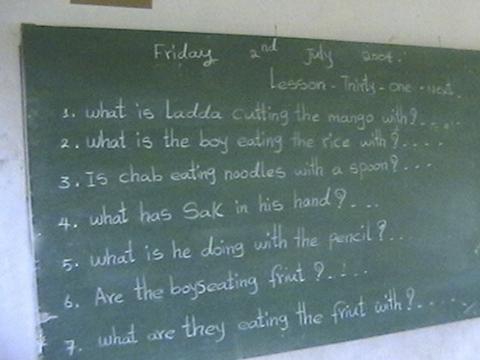 Friday 2nd July 2004.
Lesson - Thirty - one - Next.
1. what is Ladda cutting the mango with?....
2. what is the boy eating the rice with?....
3. Is chab eating noodles with a spoon?...
4. what has Sak in his hand?...
5. what is he doing with the pencil?..
6. Are the boys eating friut?....
7. what are they eating the friut with?....